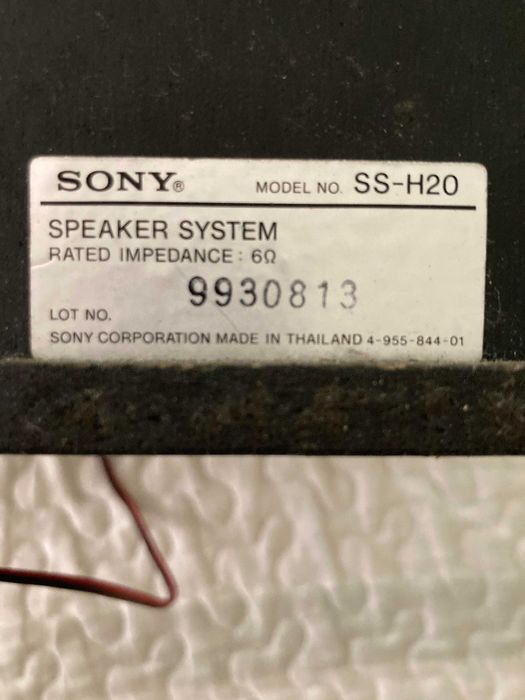 SONY® MODEL NO. SS-H20
SPEAKER SYSTEM
RATED IMPEDANCE : 6Ω
9930813
LOT NO.
SONY CORPORATION MADE IN THAILAND 4-955-844-01